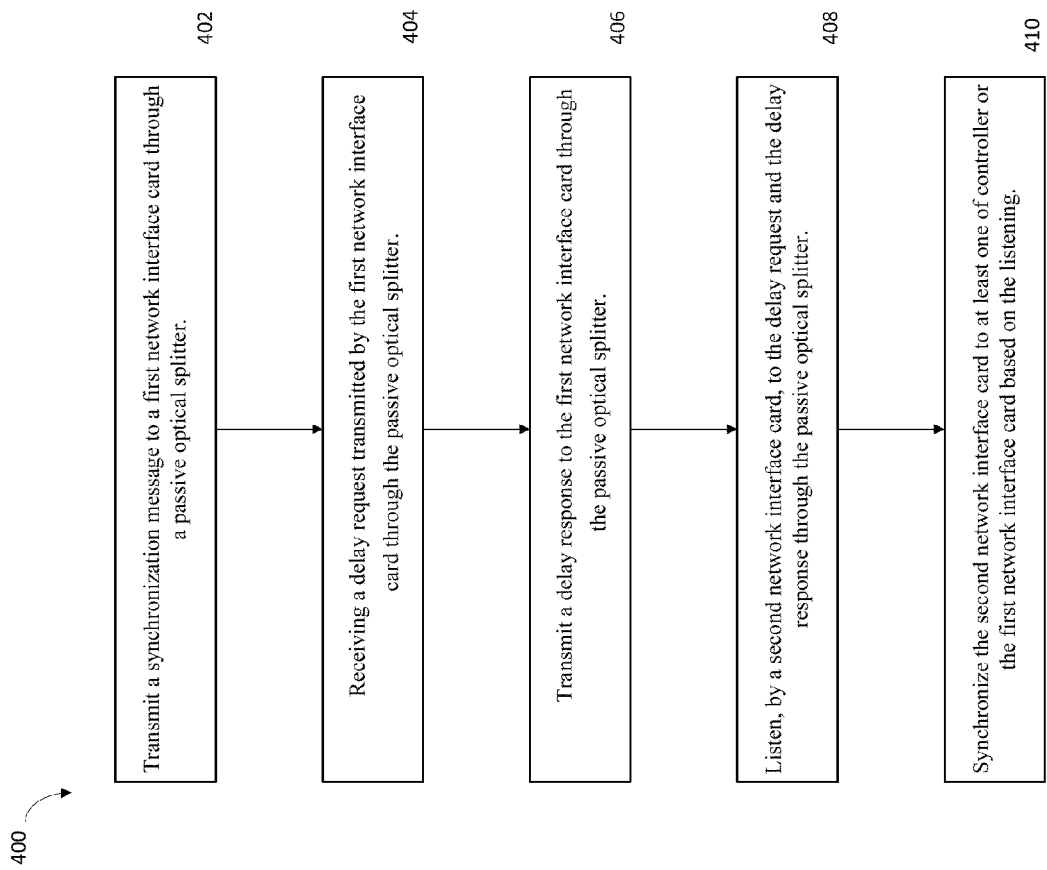 400
Transmit a synchronization message to a first network interface card through
a passive optical splitter.
402
Receiving a delay request transmitted by the first network interface
card through the passive optical splitter.
404
Transmit a delay response to the first network interface card through
the passive optical splitter.
406
Listen, by a second network interface card, to the delay request and the delay
response through the passive optical splitter.
408
Synchronize the second network interface card to at least one of controller or
the first network interface card based on the listening.
410